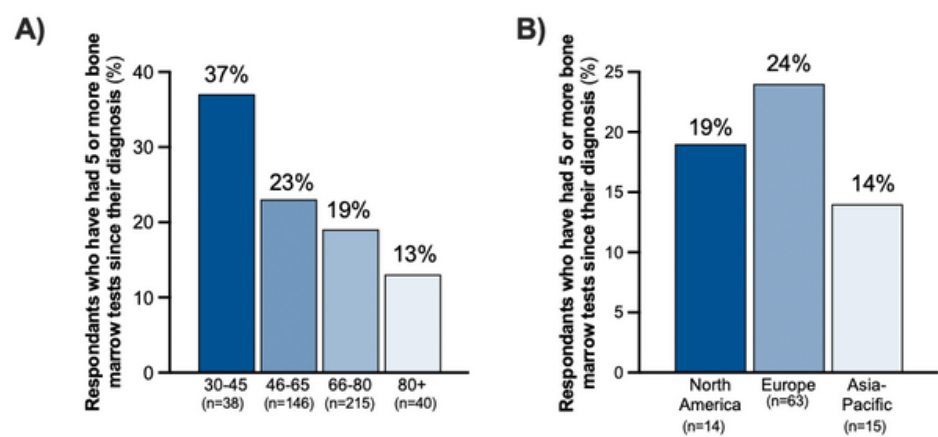 A)
Respondants who have had 5 or more bone
marrow tests since their diagnosis (%)
40
30
20
10
0
37%
23%
19%
13%
30-45
(n=38)
46-65
(n=146)
66-80
(n=215)
80+
(n=40)
B)
Respondants who have had 5 or more bone
marrow tests since their diagnosis (%)
25
20
15
10
5
0
19%
24%
14%
North
America
(n=14)
Europe
(n=63)
Asia-
Pacific
(n=15)